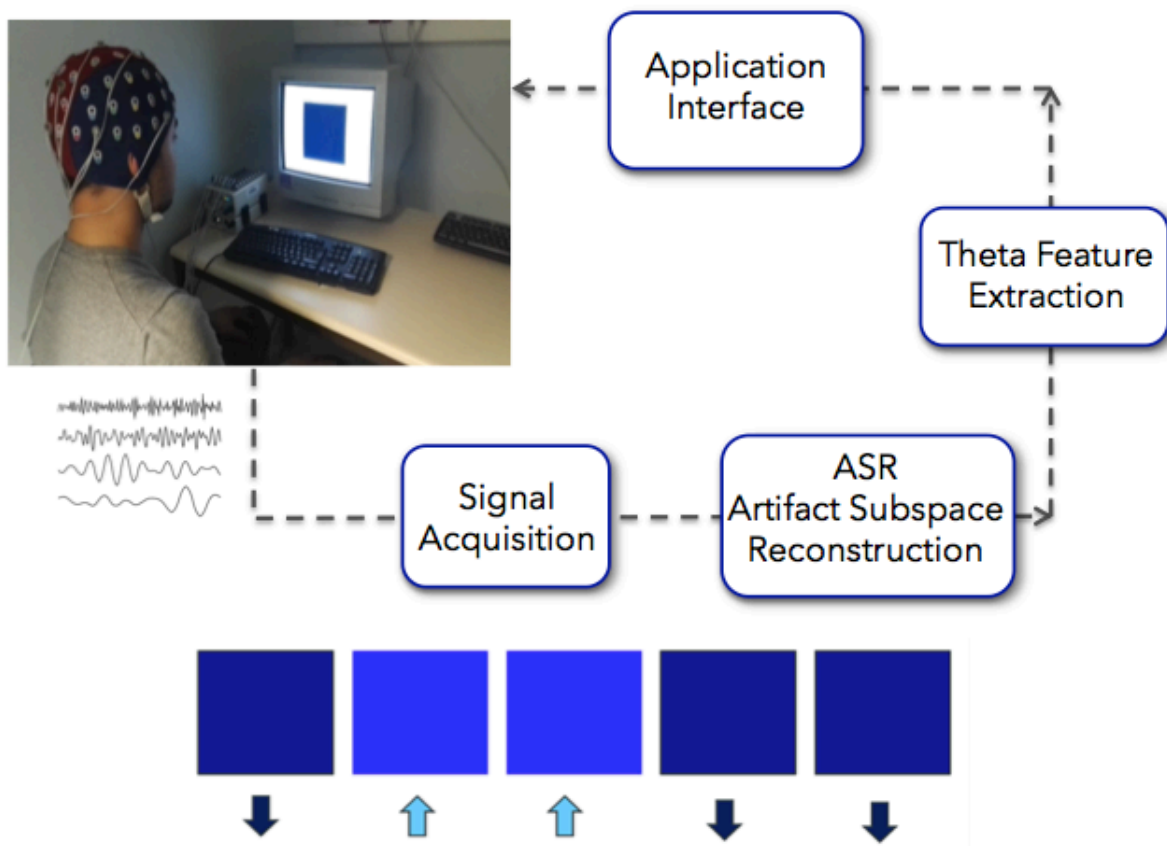 Application
Interface
Theta Feature
Extraction
ASR
Artifact Subspace
Reconstruction
Signal
Acquisition